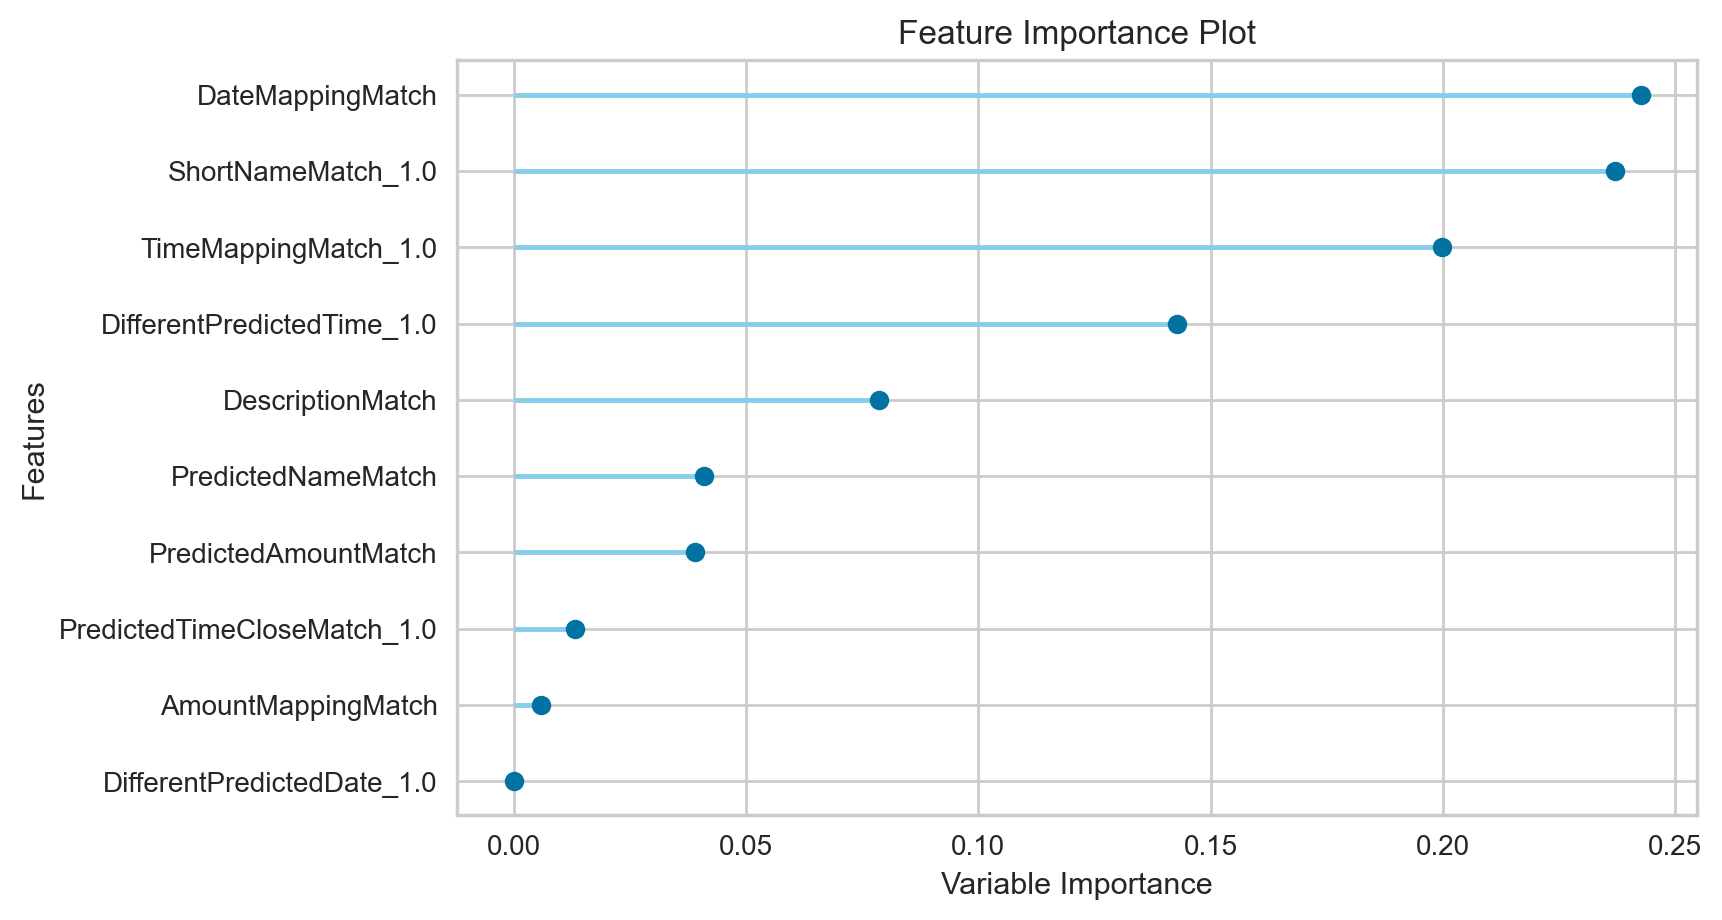 Feature Importance Plot
DateMappingMatch
ShortNameMatch_1.0
TimeMappingMatch_1.0
DifferentPredictedTime_1.0
DescriptionMatch
PredictedNameMatch
PredictedAmountMatch
PredictedTimeCloseMatch_1.0
AmountMappingMatch
DifferentPredictedDate_1.0
Features
0.00 0.05 0.10 0.15 0.20 0.25
Variable Importance